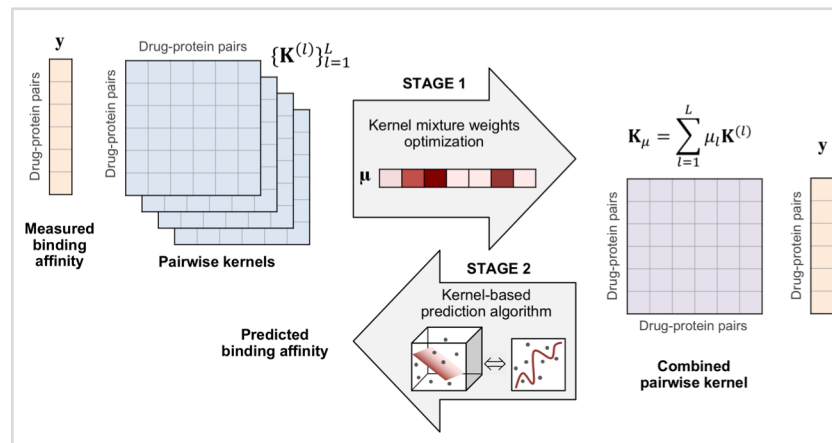 y
Drug-protein pairs
Measured
binding
affinity
Drug-protein pairs
Drug-protein pairs
{K^(l)}_{l=1}^L
Pairwise kernels
STAGE 1
Kernel mixture weights
optimization
μ
K_μ = ∑_{l=1}^{L} μ_l K^(l)
Drug-protein pairs
Drug-protein pairs
Combined
pairwise kernel
y
Drug-protein pairs
STAGE 2
Kernel-based
prediction algorithm
Predicted
binding affinity